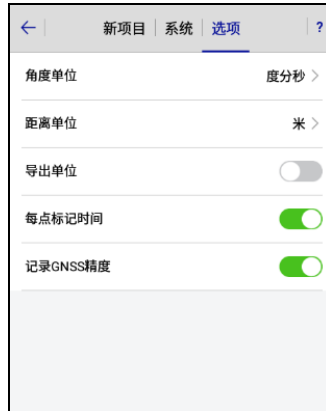 ← 新项目 系统 选项 ?
角度单位 度分秒 >
距离单位 米 >
导出单位
每点标记时间
记录GNSS精度